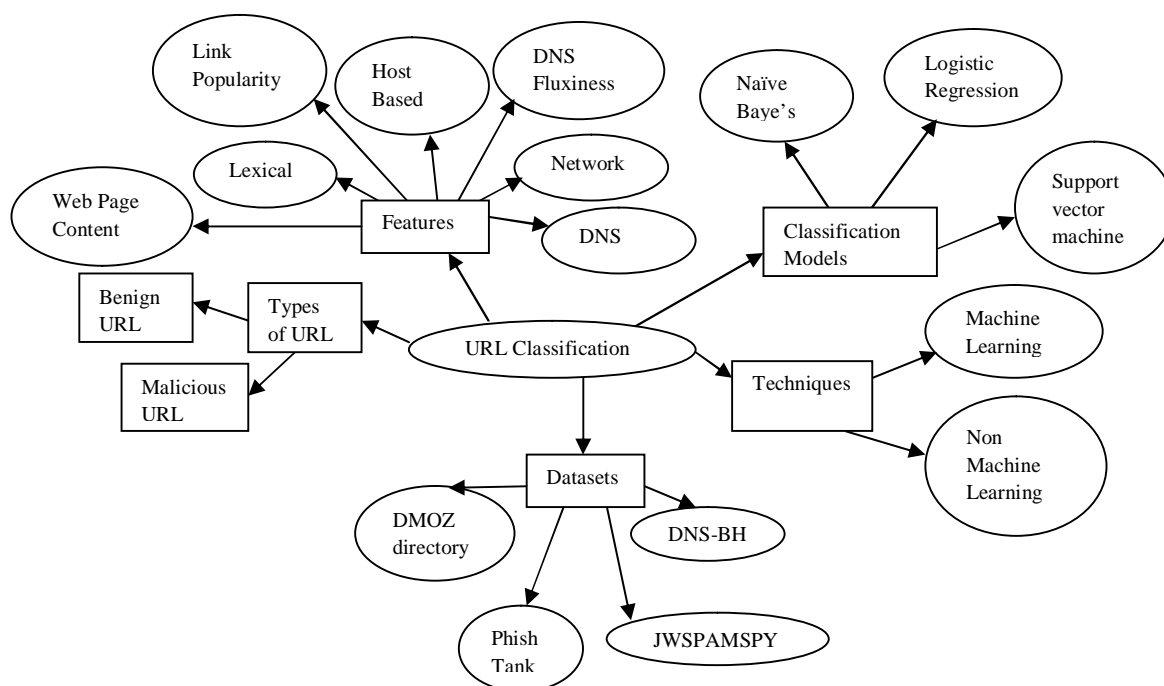 Link
Popularity
Host
Based
DNS
Fluxiness
Naïve
Baye's
Logistic
Regression
Lexical
Network
Web Page
Content
Features
DNS
Classification
Models
Support
vector
machine
Benign
URL
Types
of URL
URL Classification
Machine
Learning
Malicious
URL
Techniques
Non
Machine
Learning
Datasets
DMOZ
directory
DNS-BH
Phish
Tank
JWSPAMSPY